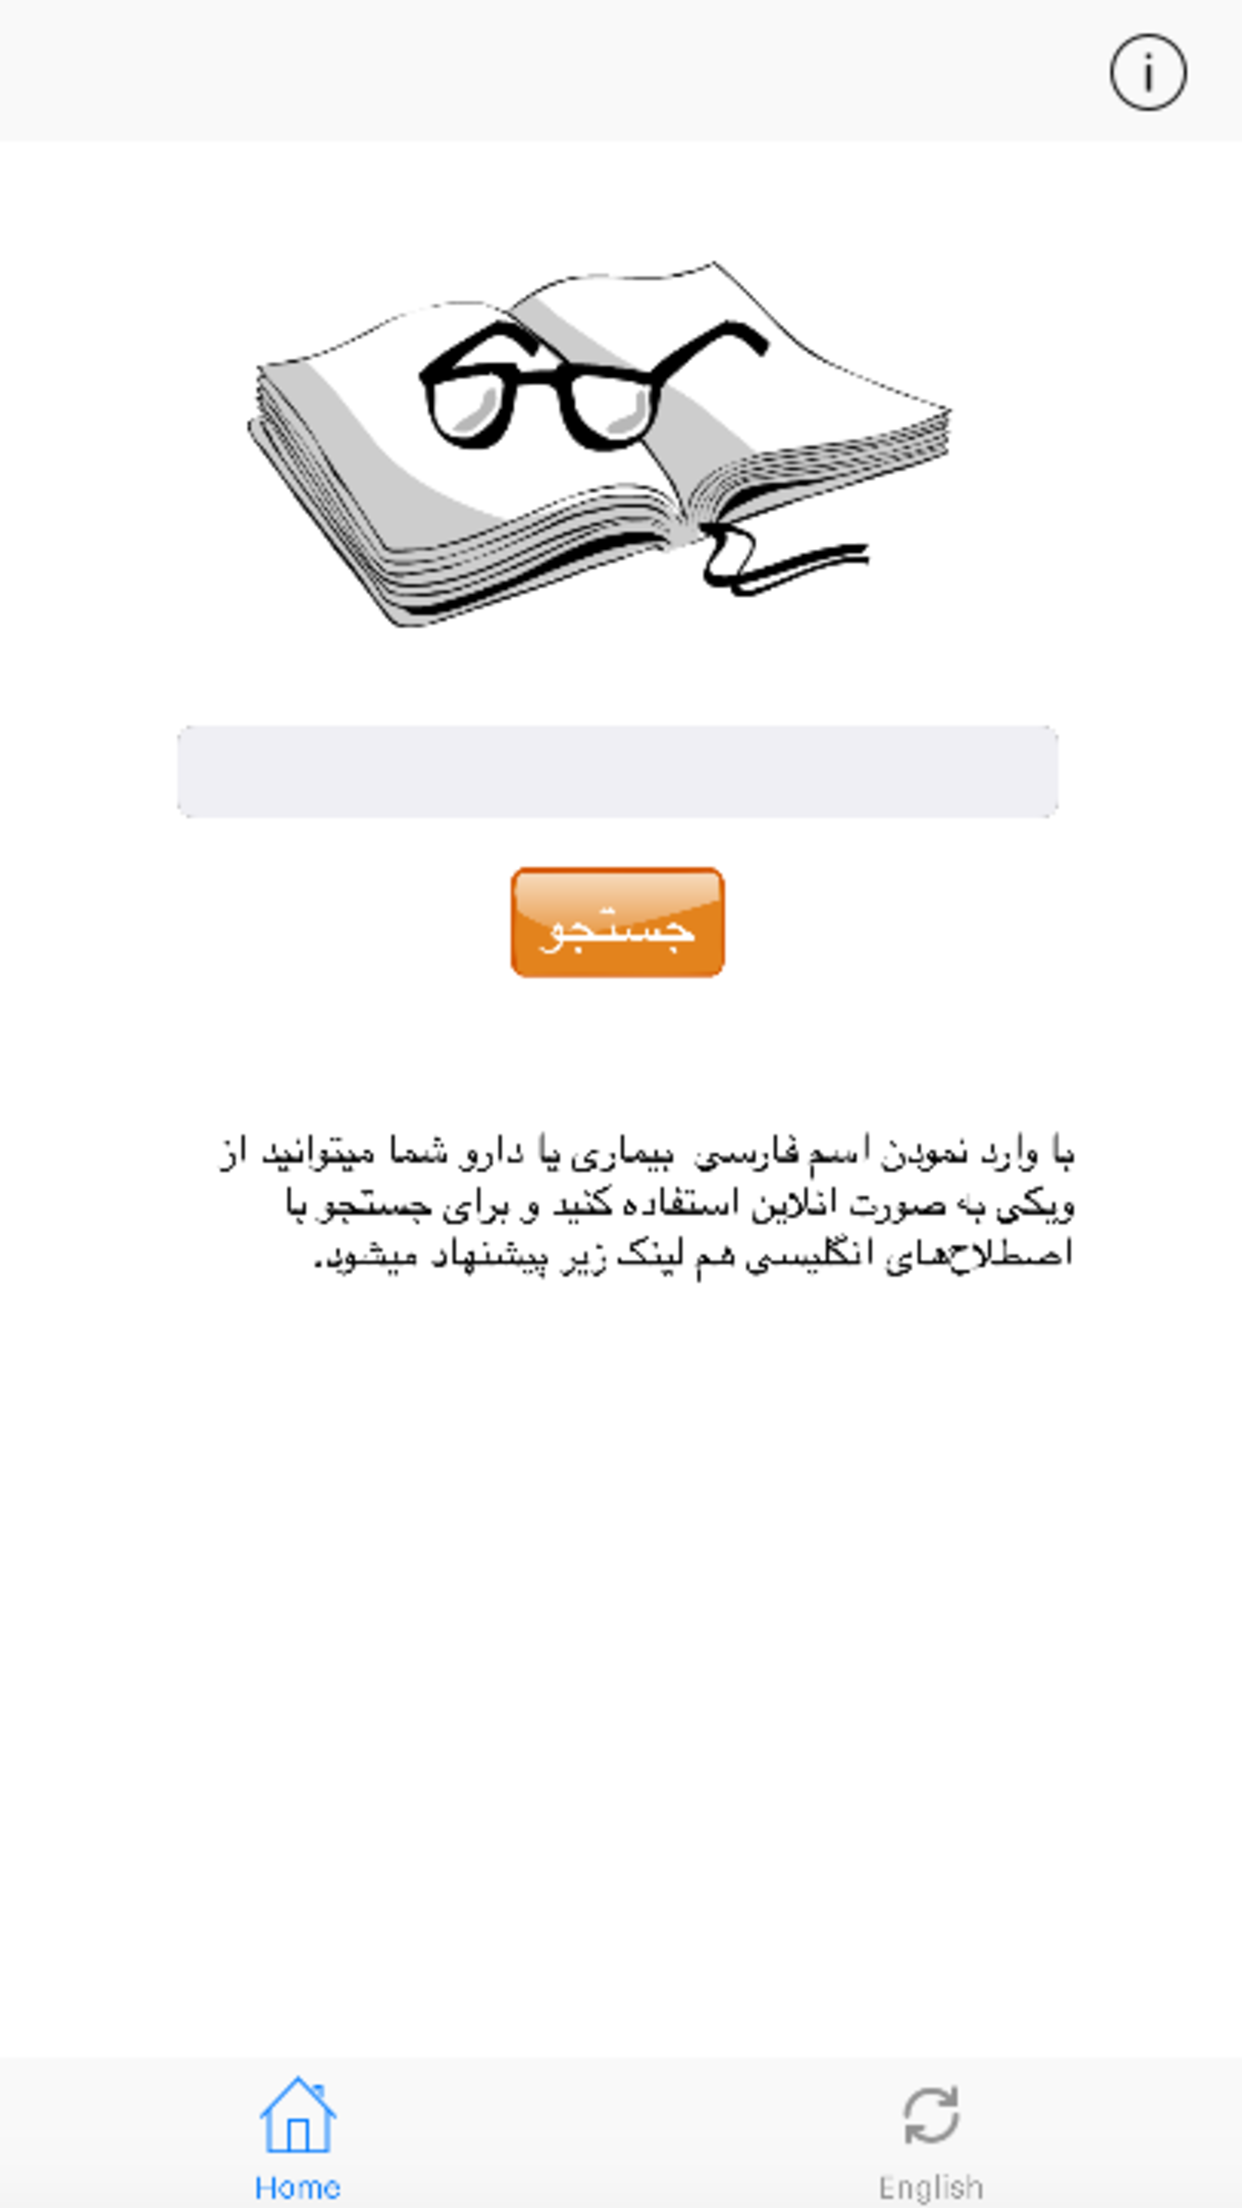 i
جستجو
با وارد نمودن اسم فارسی بیماری یا دارو شما میتوانید از
ویکی به صورت انلاین استفاده کنید و برای جستجو با
اصطلاح‌های انگلیسی هم لینک زیر پیشنهاد میشود.
Home
English